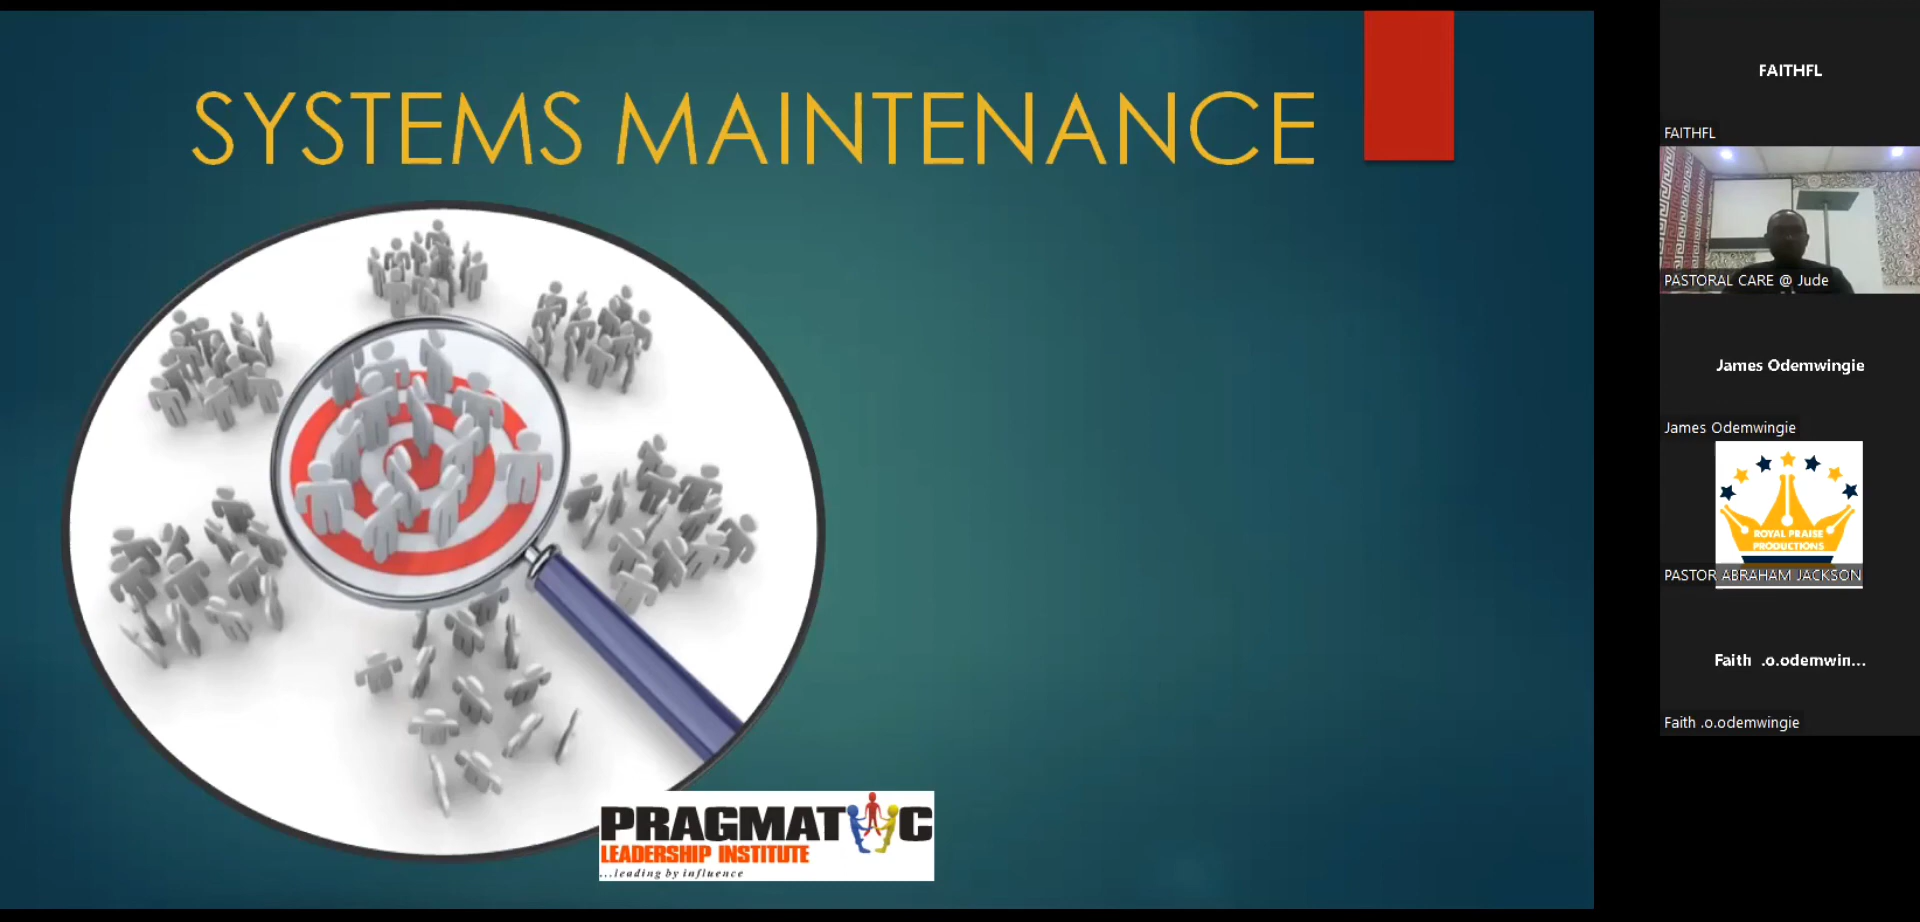 SYSTEMS MAINTENANCE
PRAGMATIC
LEADERSHIP INSTITUTE
...leading by influence
FAITHFL
FAITHFL
PASTORAL CARE @ Jude
James Odemwingie
James Odemwingie
ROYAL PRAISE
PRODUCTIONS
PASTOR ABRAHAM JACKSON
Faith .o.odemwin...
Faith .o.odemwingie